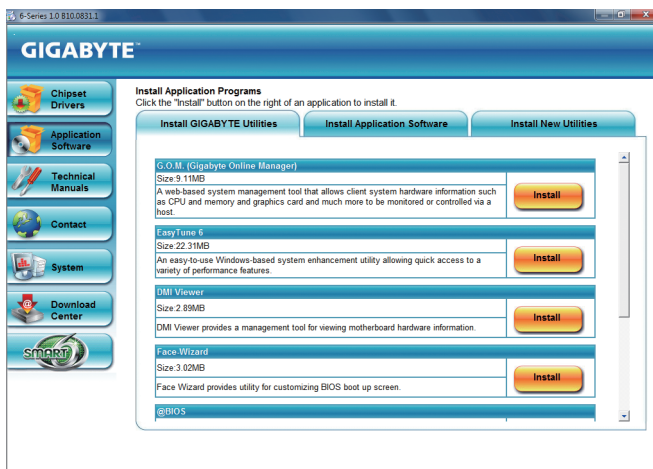 6-Series 1.0 B10.0831.1
GIGABYTE™
Chipset
Drivers
Application
Software
Technical
Manuals
Contact
System
Download
Center
SMART6
Install Application Programs
Click the "Install" button on the right of an application to install it.
Install GIGABYTE Utilities
Install Application Software
Install New Utilities
G.O.M. (Gigabyte Online Manager)
Size:9.11MB
A web-based system management tool that allows client system hardware information such
as CPU and memory and graphics card and much more to be monitored or controlled via a
host.
Install
EasyTune 6
Size:22.31MB
An easy-to-use Windows-based system enhancement utility allowing quick access to a
variety of performance features.
Install
DMI Viewer
Size:2.89MB
DMI Viewer provides a management tool for viewing motherboard hardware information.
Install
Face-Wizard
Size:3.02MB
Face Wizard provides utility for customizing BIOS boot up screen.
Install
@BIOS